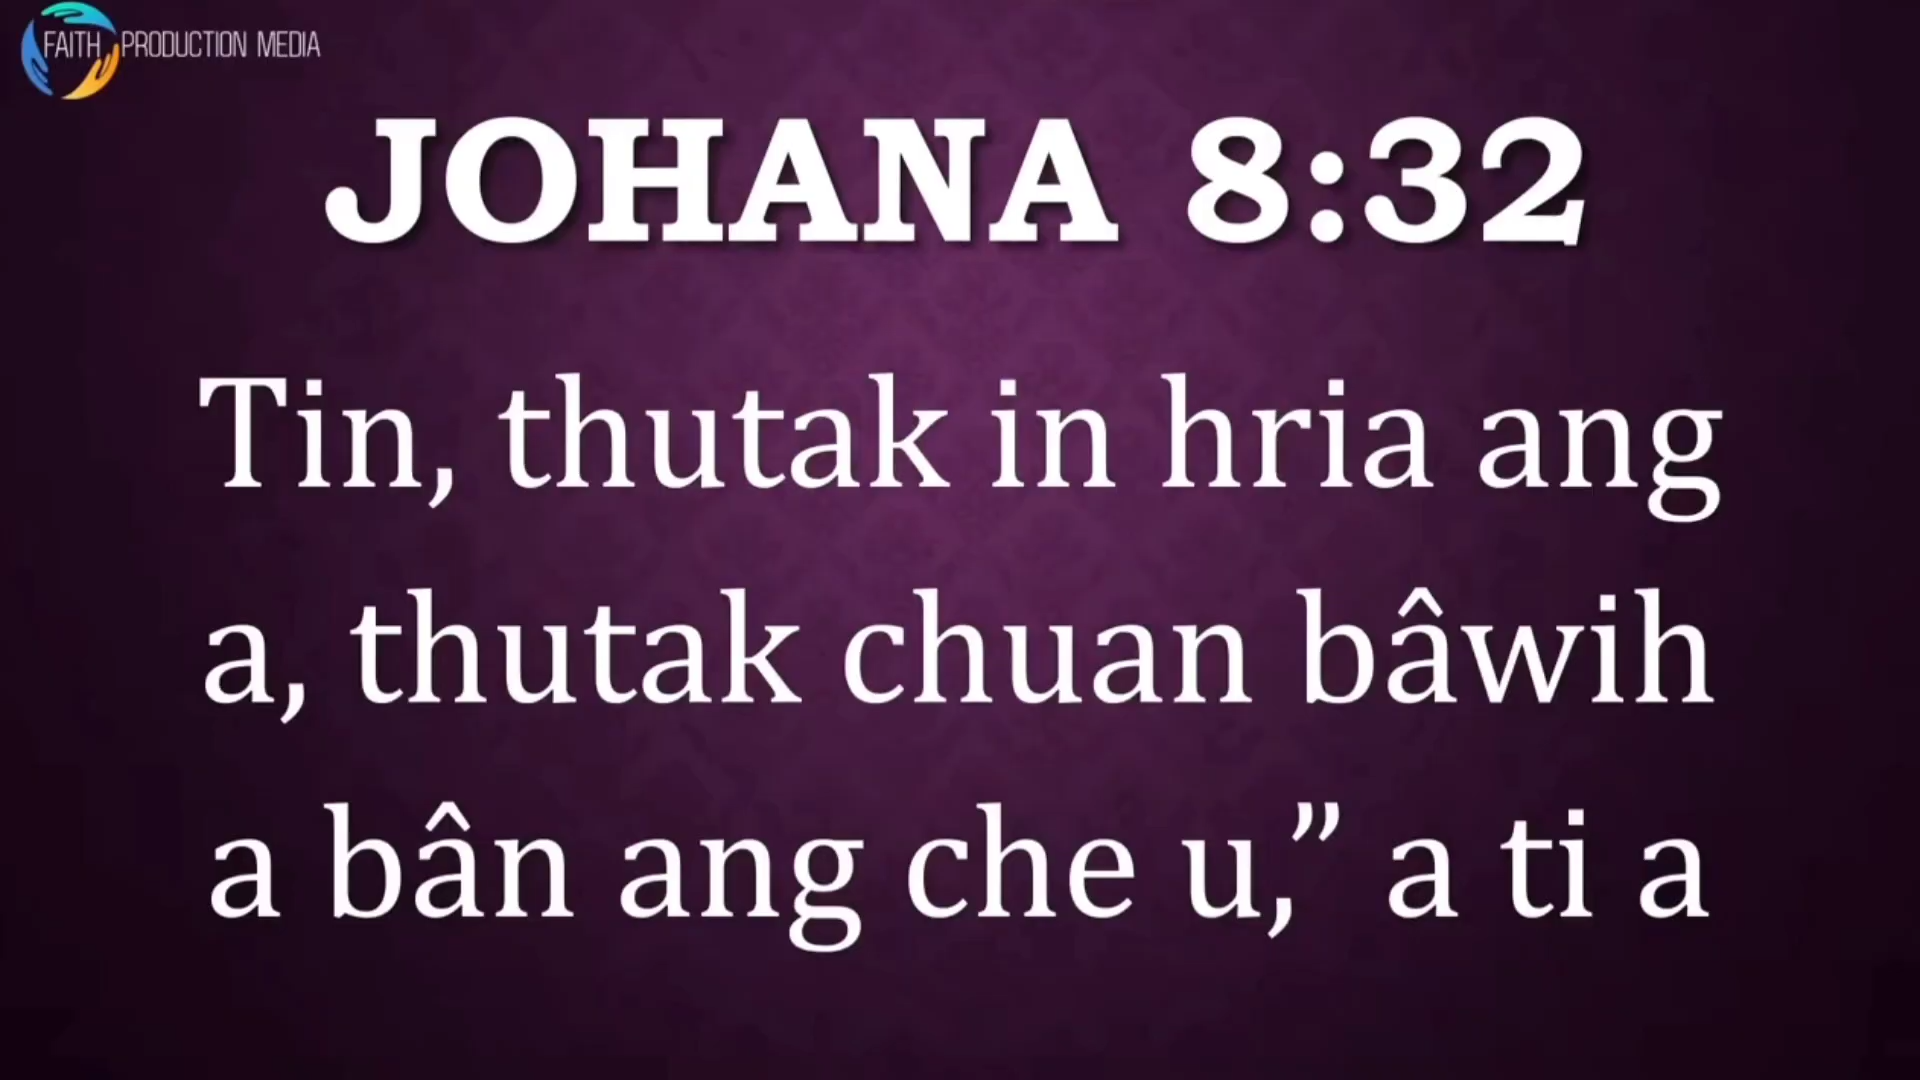 FAITH PRODUCTION MEDIA
JOHANA 8:32
Tin, thutak in hria ang
a, thutak chuan bâwih
a bân ang che u,” a ti a